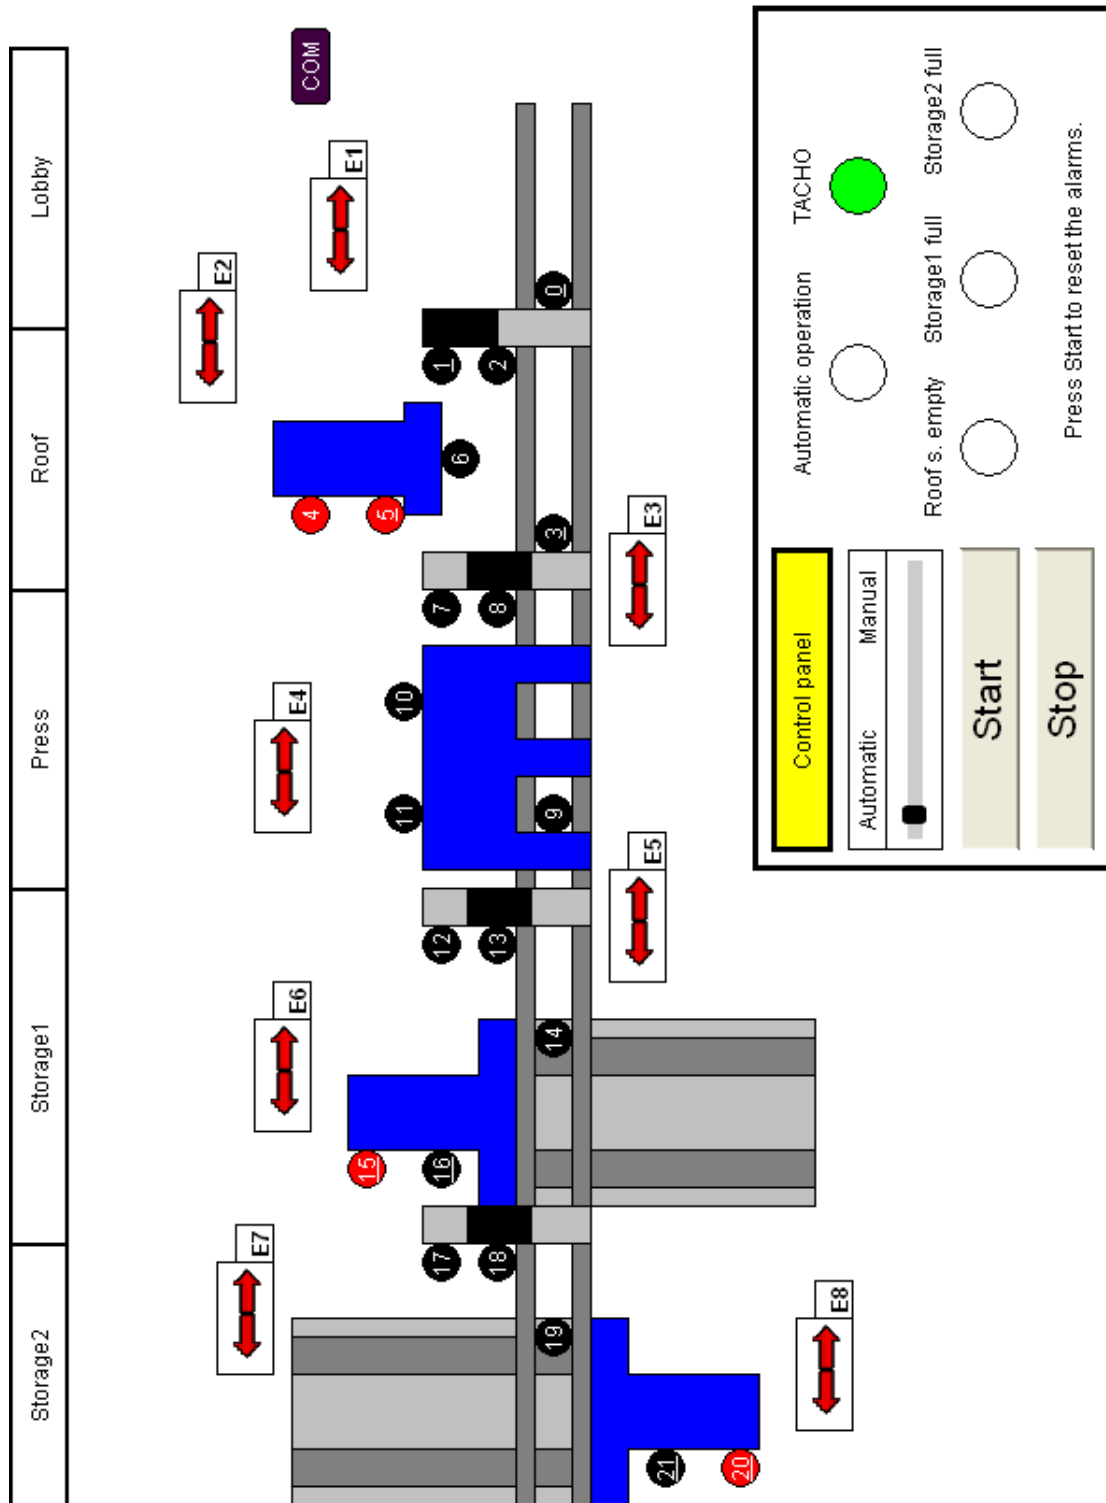 Storage2
Storage1
Press
Roof
Lobby
E7
E6
E4
E2
E1
COM
20
21
19
18
17
16
15
14
13
12
11
10
9
8
7
6
5
4
3
2
1
0
E8
E5
E3
Control panel
Automatic
Manual
Start
Stop
Automatic operation
TACHO
Roof s. empty
Storage1 full
Storage2 full
Press Start to reset the alarms.